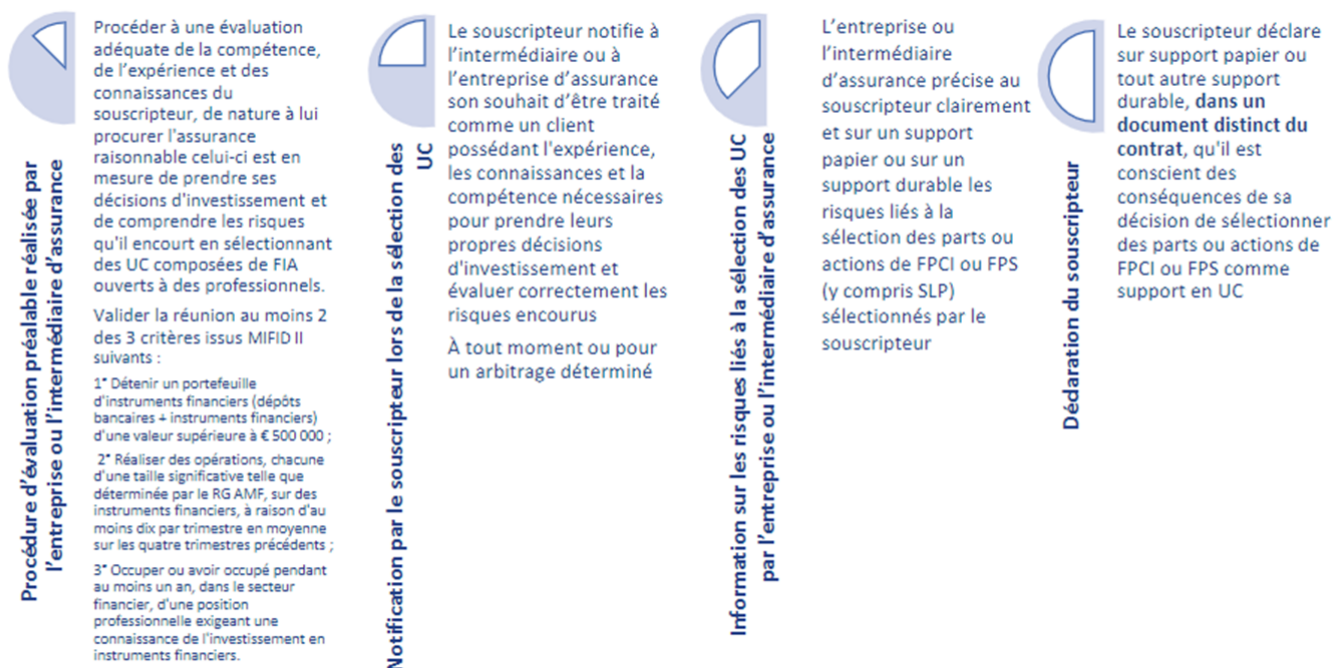 Procédure d'évaluation préalable réalisée par
l'entreprise ou l'intermédiaire d'assurance
Procéder à une évaluation
adéquate de la compétence,
de l'expérience et des
connaissances du
souscripteur, de nature à lui
procurer l'assurance
raisonnable celui-ci est en
mesure de prendre ses
décisions d'investissement et
de comprendre les risques
qu'il encourt en sélectionnant
des UC composées de FIA
ouverts à des professionnels.
Valider la réunion au moins 2
des 3 critères issus MIFID II
suivants :
1° Détenir un portefeuille
d'instruments financiers (dépôts
bancaires + instruments financiers)
d'une valeur supérieure à € 500 000 ;
2° Réaliser des opérations, chacune
d'une taille significative telle que
déterminée par le RG AMF, sur des
instruments financiers, à raison d'au
moins dix par trimestre en moyenne
sur les quatre trimestres précédents ;
3° Occuper ou avoir occupé pendant
au moins un an, dans le secteur
financier, d'une position
professionnelle exigeant une
connaissance de l'investissement en
instruments financiers.
Notification par le souscripteur lors de la sélection des
UC
Le souscripteur notifie à
l'intermédiaire ou à
l'entreprise d'assurance
son souhait d'être traité
comme un client
possédant l'expérience,
les connaissances et la
compétence nécessaires
pour prendre leurs
propres décisions
d'investissement et
évaluer correctement les
risques encourus
À tout moment ou pour
un arbitrage déterminé
Information sur les risques liés à la sélection des UC
par l'entreprise ou l'intermédiaire d'assurance
L'entreprise ou
l'intermédiaire
d'assurance précise au
souscripteur clairement
et sur un support
papier ou sur un
support durable les
risques liés à la
sélection des parts ou
actions de FPCI ou FPS
(y compris SLP)
sélectionnés par le
souscripteur
Déclaration du souscripteur
Le souscripteur déclare
sur support papier ou
tout autre support
durable, dans un
document distinct du
contrat, qu'il est
conscient des
conséquences de sa
décision de sélectionner
des parts ou actions de
FPCI ou FPS comme
support en UC